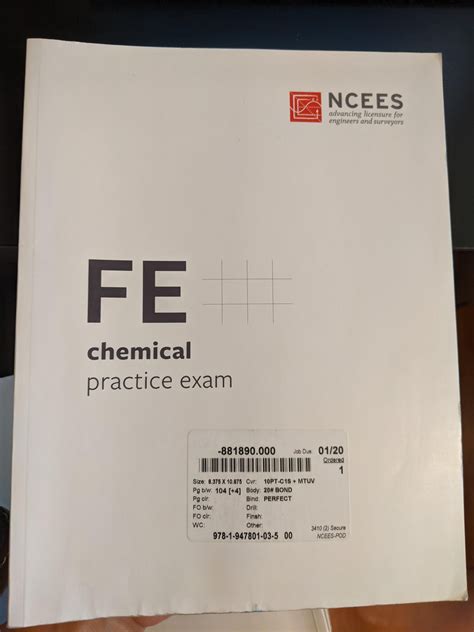 NCEES
advancing licensure for
engineers and surveyors
FE
chemical
practice exam
-881890.000 Job Due: 01/20
Ordered
1
Size: 8.375 X 10.875 Cvr: 10PT-C1S + MTUV
Pg b/w: 104 [+4] Body: 20# BOND
Pg clr: Bind: PERFECT
FO b/w: Drill:
FO clr: Finish:
WC: Other:
3410 (2) Secure
978-1-947801-03-5 00 NCEES-POD